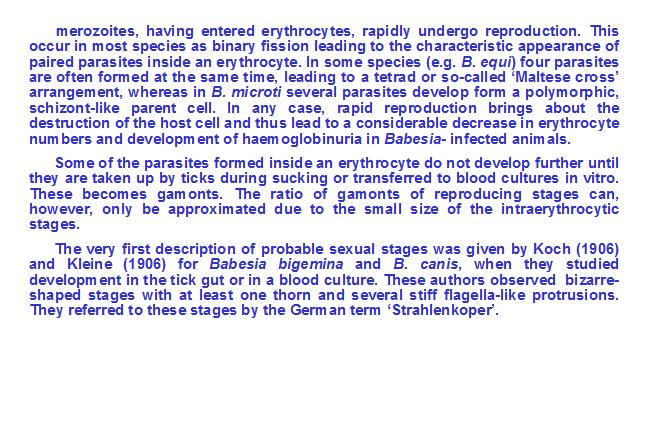 merozoites, having entered erythrocytes, rapidly undergo reproduction. This
occur in most species as binary fission leading to the characteristic appearance of
paired parasites inside an erythrocyte. In some species (e.g. B. equi) four parasites
are often formed at the same time, leading to a tetrad or so-called ‘Maltese cross’
arrangement, whereas in B. microti several parasites develop form a polymorphic,
schizont-like parent cell. In any case, rapid reproduction brings about the
destruction of the host cell and thus lead to a considerable decrease in erythrocyte
numbers and development of haemoglobinuria in Babesia- infected animals.
Some of the parasites formed inside an erythrocyte do not develop further until
they are taken up by ticks during sucking or transferred to blood cultures in vitro.
These becomes gamonts. The ratio of gamonts of reproducing stages can,
however, only be approximated due to the small size of the intraerythrocytic
stages.
The very first description of probable sexual stages was given by Koch (1906)
and Kleine (1906) for Babesia bigemina and B. canis, when they studied
development in the tick gut or in a blood culture. These authors observed bizarre-
shaped stages with at least one thorn and several stiff flagella-like protrusions.
They referred to these stages by the German term ‘Strahlenkoper’.